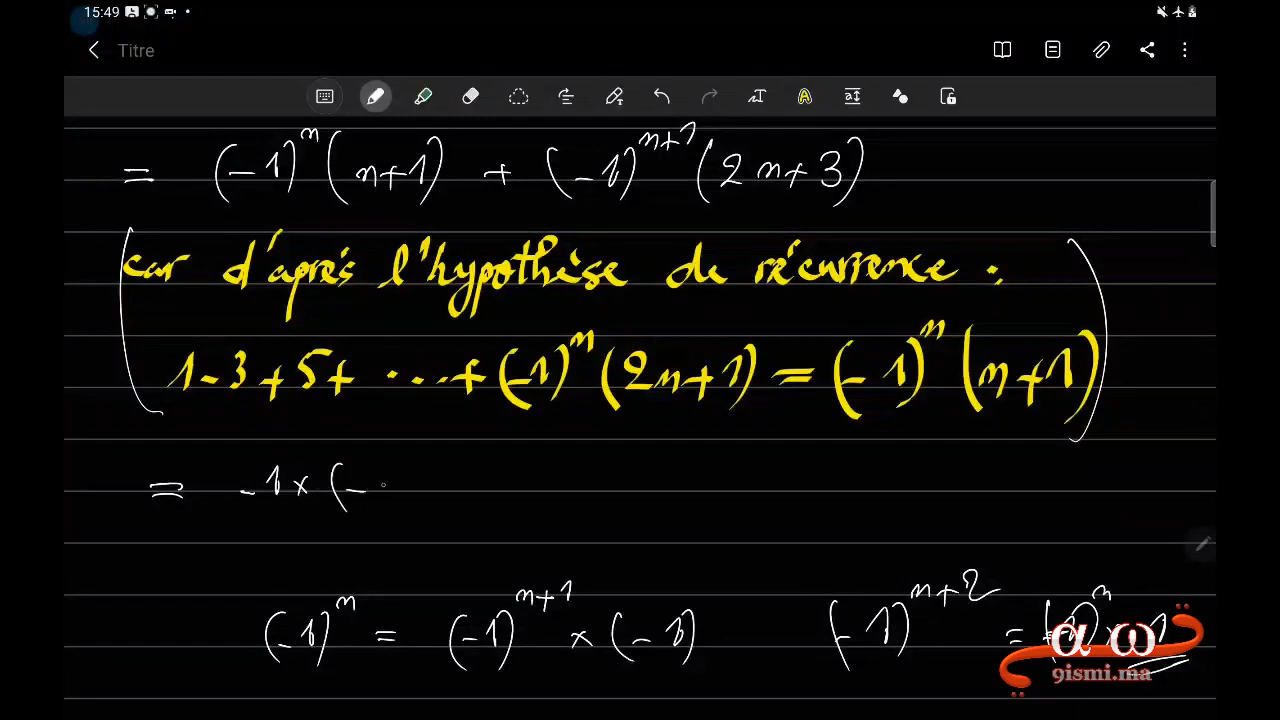 15:49
Titre
= (-1)^n (n+1) + (-1)^{n+1} (2n+3)
(car d'après l'hypothèse de récurrence :
1-3+5+ ....+(-1)^n (2n+1) = (-1)^n (n+1))
= -1 × (-
(-1)^n = (-1)^{n+1} × (-1) (-1)^{n+2} =
α ω
9ismi.ma